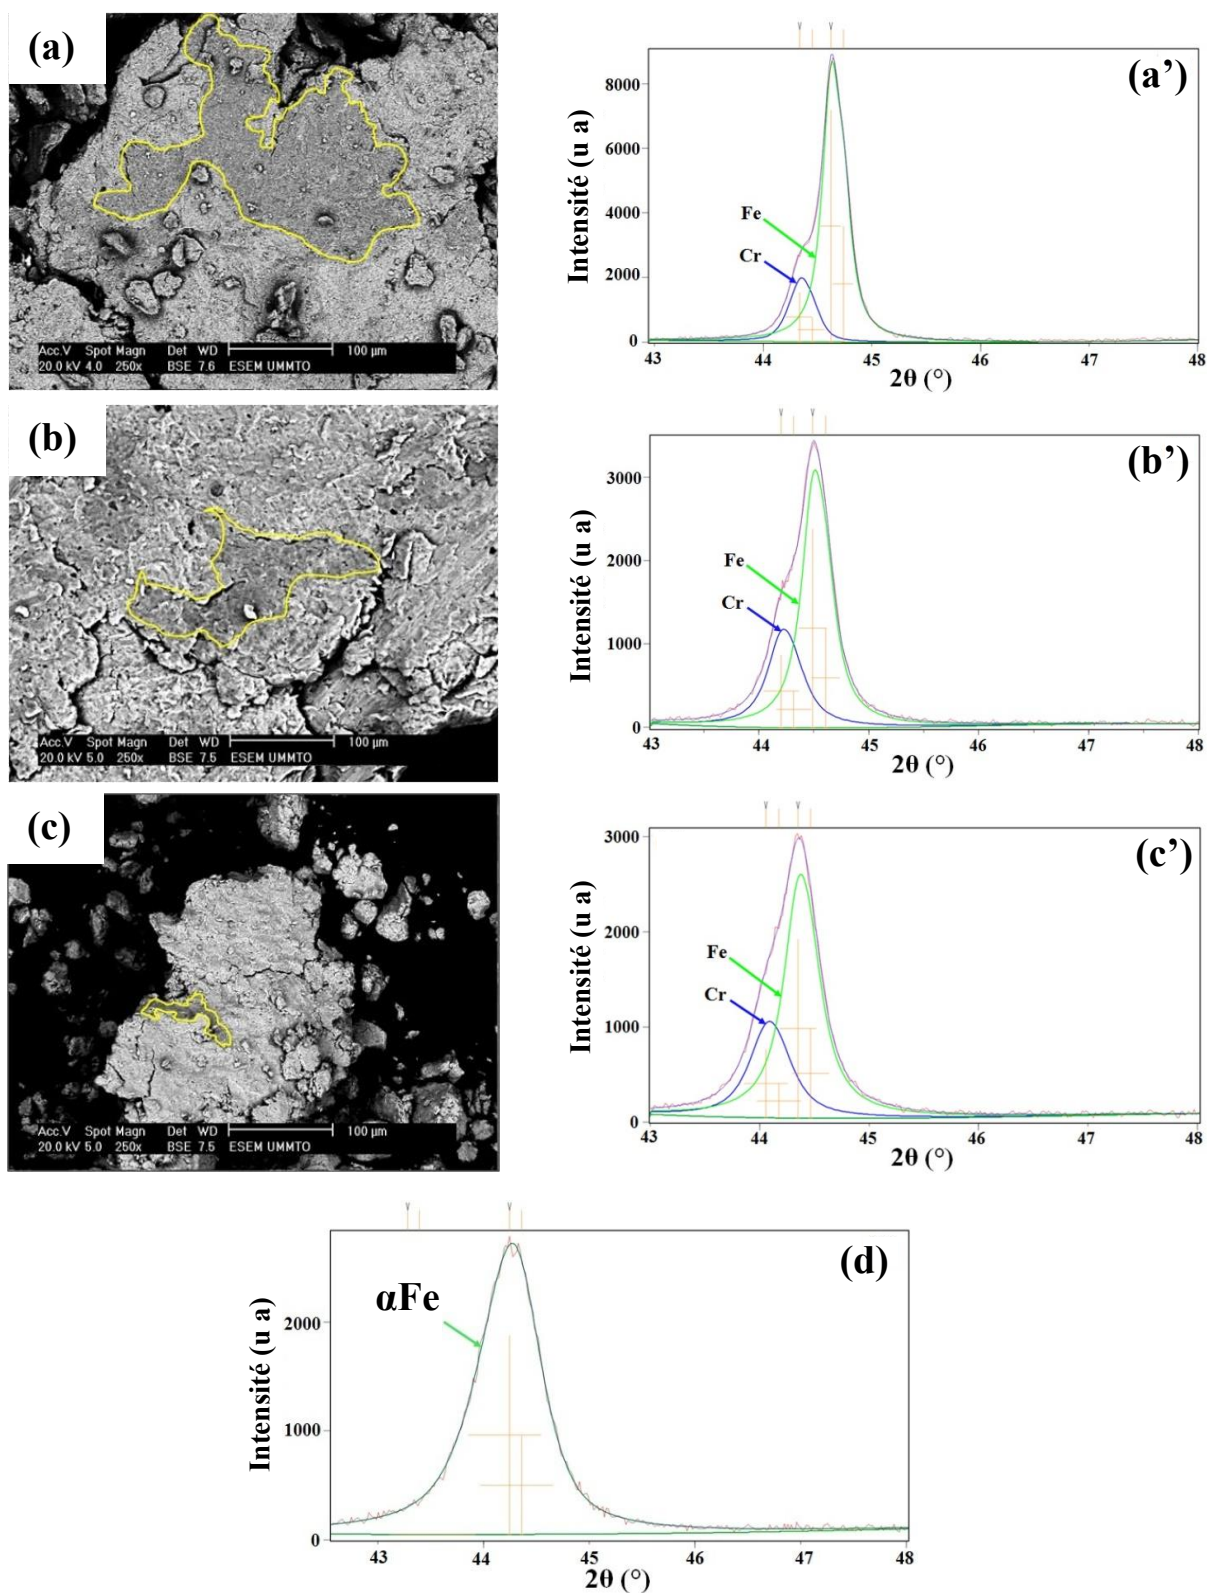 (a)
Acc.V Spot Magn Det WD 100 µm
20.0 kV 4.0 250x BSE 7.6 ESEM UMMTO
(a’)
Intensité (u a)
8000
6000
4000
2000
0
Fe
Cr
43 44 45 46 47 48
2θ (°)
(b)
Acc.V Spot Magn Det WD 100 µm
20.0 kV 5.0 250x BSE 7.5 ESEM UMMTO
(b’)
Intensité (u a)
3000
2000
1000
0
Fe
Cr
43 44 45 46 47 48
2θ (°)
(c)
Acc.V Spot Magn Det WD 100 µm
20.0 kV 5.0 250x BSE 7.5 ESEM UMMTO
(c’)
Intensité (u a)
3000
2000
1000
0
Fe
Cr
43 44 45 46 47 48
2θ (°)
(d)
Intensité (u a)
2000
1000
0
αFe
43 44 45 46 47 48
2θ (°)